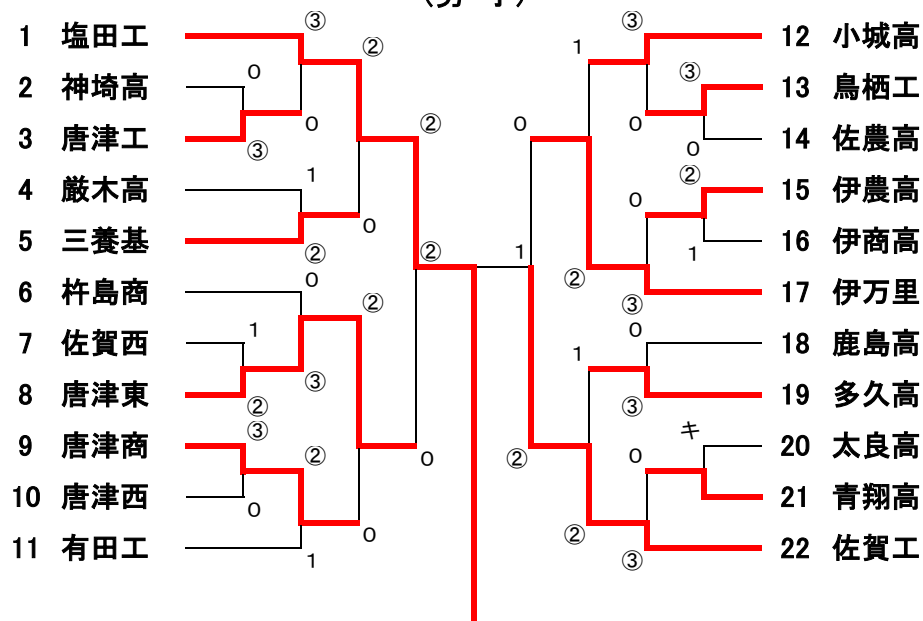 (男子)
1 塩田工
2 神埼高
3 唐津工
4 厳木高
5 三養基
6 杵島商
7 佐賀西
8 唐津東
9 唐津商
10 唐津西
11 有田工
③
0
③
0
②
1
②
0
②
0
1
②
③
②
③
0
②
1
0
0
②
1
0
1
③
0
③
0
②
0
②
1
③
0
1
③
②
キ
0
②
③
12 小城高
13 鳥栖工
14 佐農高
15 伊農高
16 伊商高
17 伊万里
18 鹿島高
19 多久高
20 太良高
21 青翔高
22 佐賀工